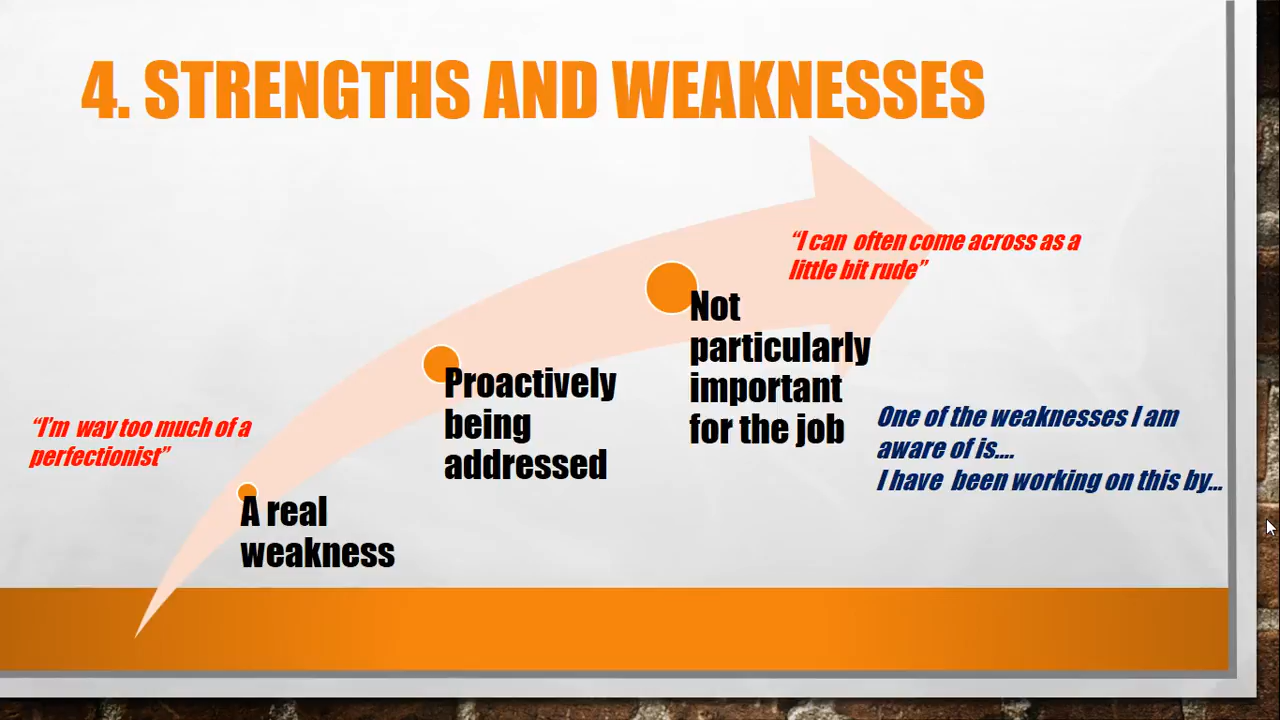 4. STRENGTHS AND WEAKNESSES
“I can often come across as a
little bit rude”
Not
particularly
important
for the job
Proactively
being
addressed
“I’m way too much of a
perfectionist”
A real
weakness
One of the weaknesses I am
aware of is....
I have been working on this by...